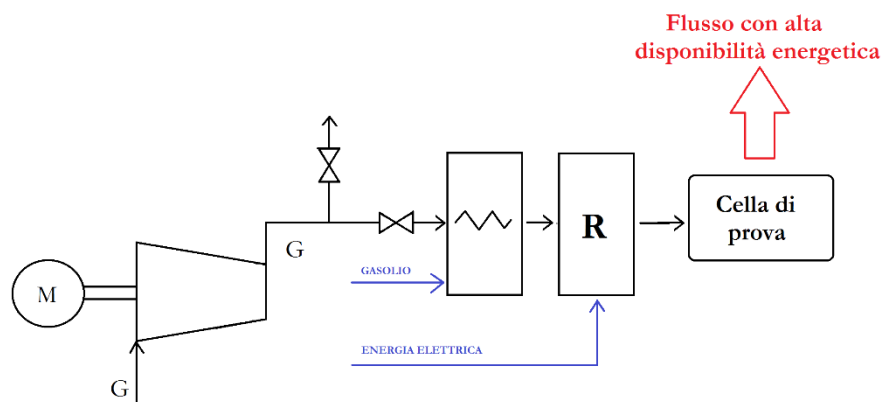 Flusso con alta
disponibilità energetica
G
M
GASOLIO
R
Cella di
prova
ENERGIA ELETTRICA
G